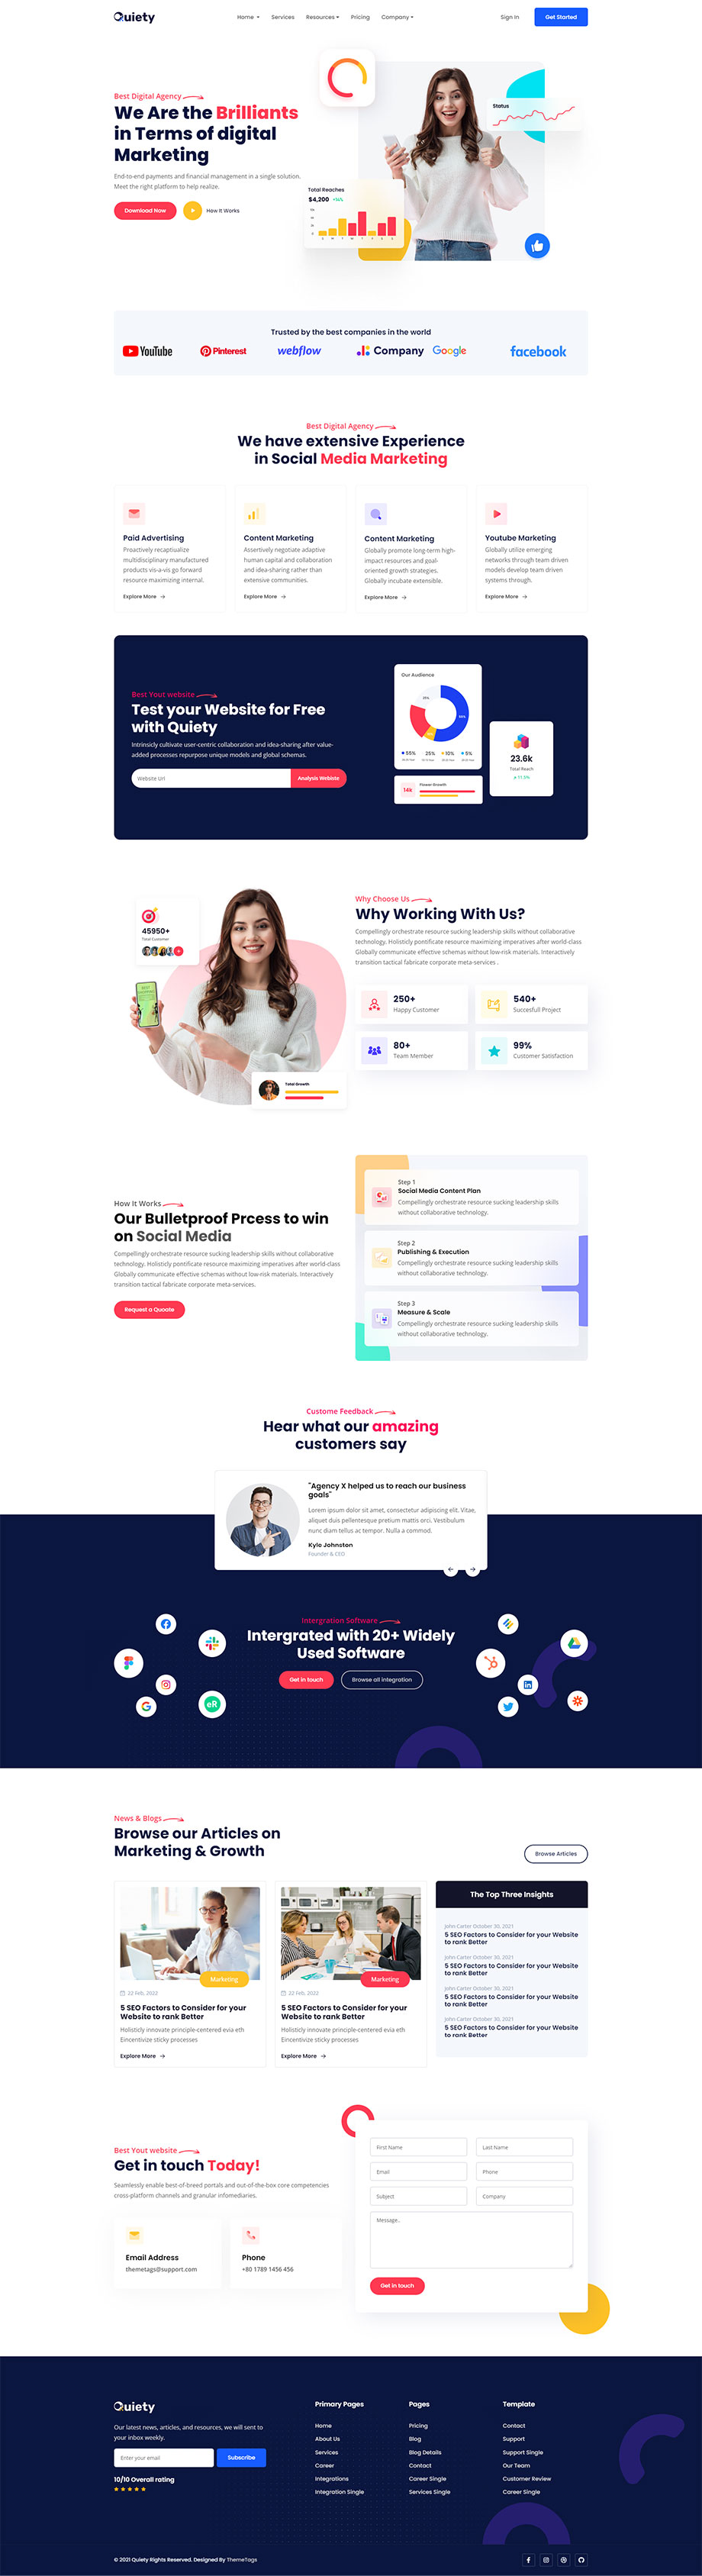 Quiety
Home
Services
Resources
Pricing
Company
Sign In
Get Started
Best Digital Agency
We Are the Brilliants
in Terms of digital
Marketing
End-to-end payments and financial management in a single solution.
Meet the right platform to help realize.
Download Now
How It Works
Status
Total Reaches
$4,200
Trusted by the best companies in the world
YouTube
Pinterest
webflow
Company
Google
facebook
Best Digital Agency
We have extensive Experience
in Social Media Marketing
Paid Advertising
Proactively recaptiualize
multidisciplinary manufactured
products vis-a-vis go forward
resource maximizing internal.
Explore More
Content Marketing
Assertively negotiate adaptive
human capital and collaboration
and idea-sharing rather than
extensive communities.
Explore More
Content Marketing
Globally promote long-term high-
impact resources and goal-
oriented growth strategies.
Globally incubate extensible.
Explore More
Youtube Marketing
Globally utilize emerging
networks through team driven
models develop team driven
systems through.
Explore More
Best Yout website
Test your Website for Free
with Quiety
Intrinsicly cultivate user-centric collaboration and idea-sharing after value-
added processes repurpose unique models and global schemas.
Website Url
Analysis Webiste
Our Audience
55%
25%
10%
5%
14k
Flower Growth
23.6k
Total Reach
45950+
Total Customer
Total Growth
Why Choose Us
Why Working With Us?
Compellingly orchestrate resource sucking leadership skills without collaborative
technology. Holisticly pontificate resource maximizing imperatives after world-class
Globally communicate effective schemas without low-risk materials. Interactively
transition tactical fabricate corporate meta-services .
250+
Happy Customer
540+
Succesfull Project
80+
Team Member
99%
Customer Satisfaction
How It Works
Our Bulletproof Prcess to win
on Social Media
Compellingly orchestrate resource sucking leadership skills without collaborative
technology. Holisticly pontificate resource maximizing imperatives after world-class
Globally communicate effective schemas without low-risk materials. Interactively
transition tactical fabricate corporate meta-services.
Request a Quoate
Step 1
Social Media Content Plan
Compellingly orchestrate resource sucking leadership skills
without collaborative technology.
Step 2
Publishing & Execution
Compellingly orchestrate resource sucking leadership skills
without collaborative technology.
Step 3
Measure & Scale
Compellingly orchestrate resource sucking leadership skills
without collaborative technology.
Custome Feedback
Hear what our amazing
customers say
"Agency X helped us to reach our business
goals"
Lorem ipsum dolor sit amet, consectetur adipiscing elit. Vitae,
aliquet duis pellentesque pretium mattis orci. Vestibulum
nunc diam tellus ac tempor. Nulla a commod.
Kyle Johnston
Founder & CEO
Intergration Software
Intergrated with 20+ Widely
Used Software
Get in touch
Browse all integration
eR
News & Blogs
Browse our Articles on
Marketing & Growth
Browse Articles
Marketing
22 Feb, 2022
5 SEO Factors to Consider for your
Website to rank Better
Holisticly innovate principle-centered evia eth
Eincentivize sticky processes
Explore More
Marketing
22 Feb, 2022
5 SEO Factors to Consider for your
Website to rank Better
Holisticly innovate principle-centered evia eth
Eincentivize sticky processes
Explore More
The Top Three Insights
John Carter October 30, 2021
5 SEO Factors to Consider for your Website
to rank Better
John Carter October 30, 2021
5 SEO Factors to Consider for your Website
to rank Better
John Carter October 30, 2021
5 SEO Factors to Consider for your Website
to rank Better
John Carter October 30, 2021
5 SEO Factors to Consider for your Website
to rank Better
Best Yout website
Get in touch Today!
Seamlessly enable best-of-breed portals and out-of-the-box core competencies
cross-platform channels and granular infomediaries.
Email Address
themetags@support.com
Phone
+80 1789 1456 456
First Name
Last Name
Email
Phone
Subject
Company
Message..
Get in touch
Quiety
Our latest news, articles, and resources, we will sent to
your inbox weekly.
Enter your email
Subscribe
10/10 Overall rating
Primary Pages
Home
About Us
Services
Career
Integrations
Integration Single
Pages
Pricing
Blog
Blog Details
Contact
Career Single
Services Single
Template
Contact
Support
Support Single
Our Team
Customer Review
Career Single
© 2021 Quiety Rights Reserved. Designed By ThemeTags